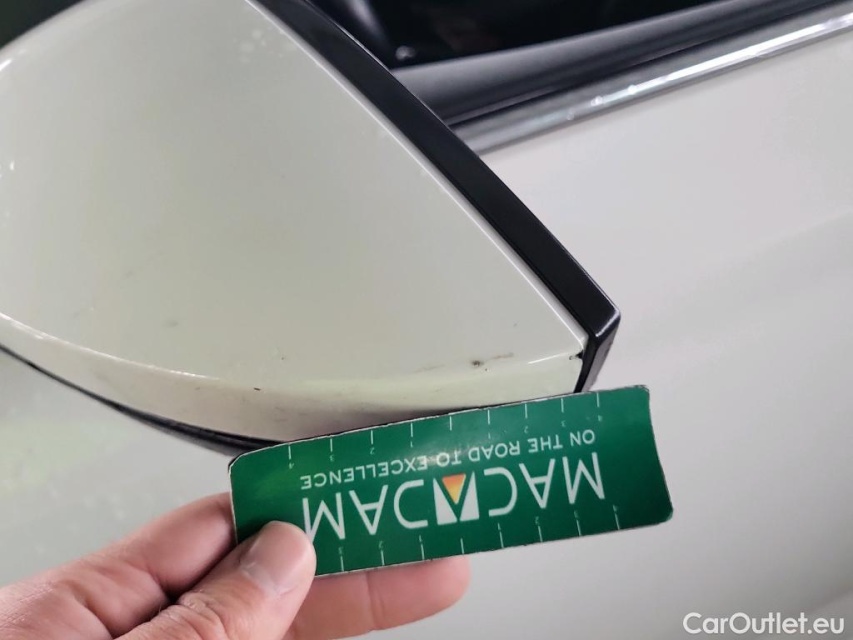 MACADAM
ON THE ROAD TO EXCELLENCE
CarOutlet.eu